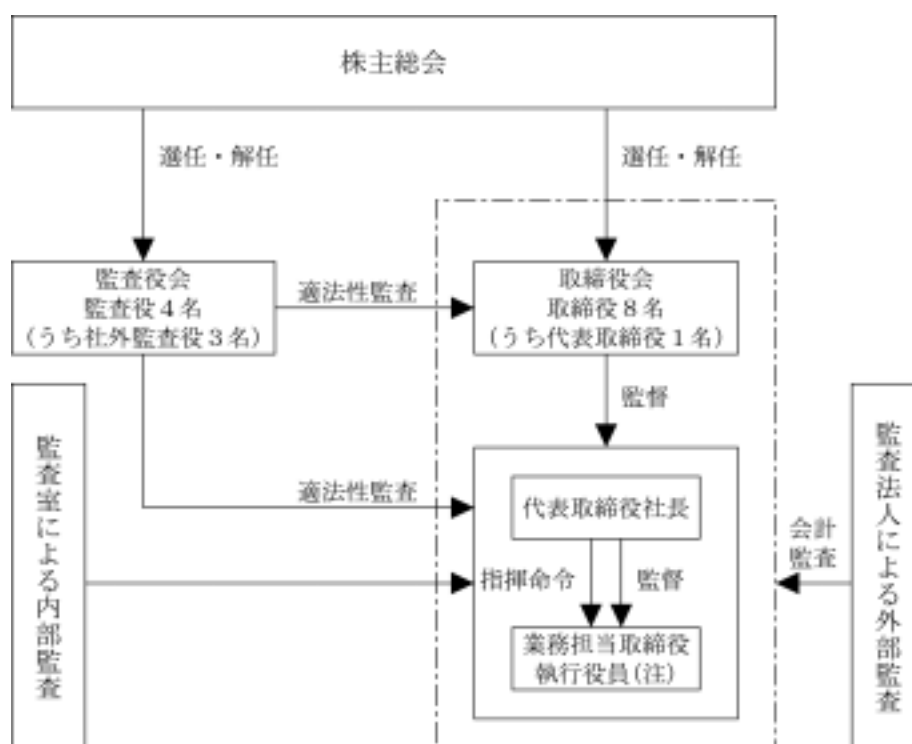 株主総会
選任・解任
選任・解任
監査役会
監査役４名
（うち社外監査役３名）
適法性監査
取締役会
取締役８名
（うち代表取締役１名）
監督
監査室による内部監査
適法性監査
代表取締役社長
指揮命令
監督
業務担当取締役
執行役員（注）
会計
監査
監査法人による外部監査